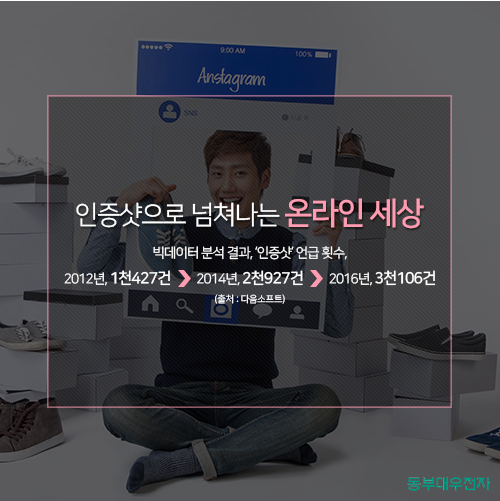 9:00 AM
100%
Anstagram
SNS
인증샷으로 넘쳐나는 온라인 세상
빅데이터 분석 결과, '인증샷' 언급 횟수,
2012년, 1천427건 > 2014년, 2천927건 > 2016년, 3천106건
(출처 : 다음소프트)
동부대우전자